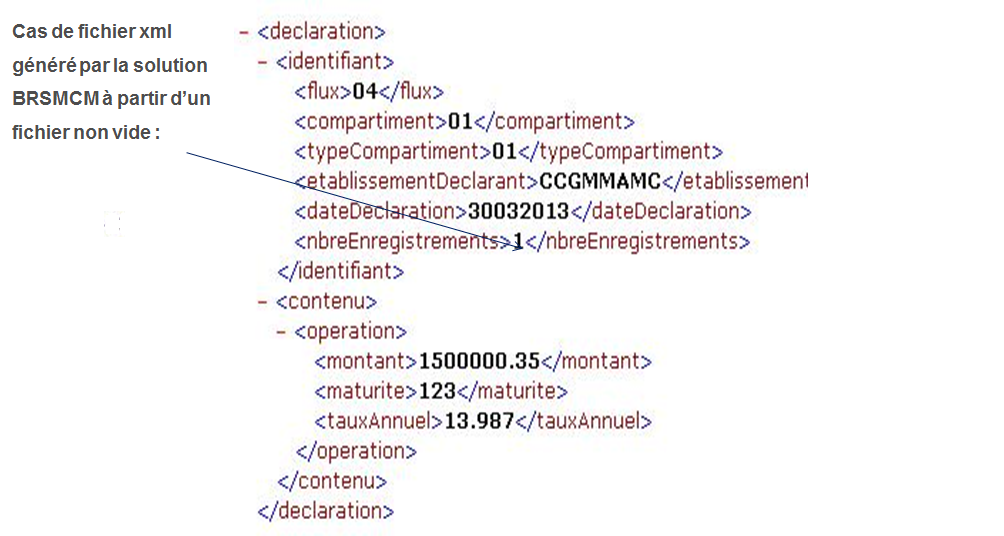 Cas de fichier xml
généré par la solution
BRSMCM à partir d'un
fichier non vide :
- <declaration>
- <identifiant>
<flux>04</flux>
<compartiment>01</compartiment>
<typeCompartiment>01</typeCompartiment>
<etablissementDeclarant>CCGMMAMC</etablissement
<dateDeclaration>30032013</dateDeclaration>
<nbreEnregistrements>1</nbreEnregistrements>
</identifiant>
- <contenu>
- <operation>
<montant>1500000.35</montant>
<maturite>123</maturite>
<tauxAnnuel>13.987</tauxAnnuel>
</operation>
</contenu>
</declaration>